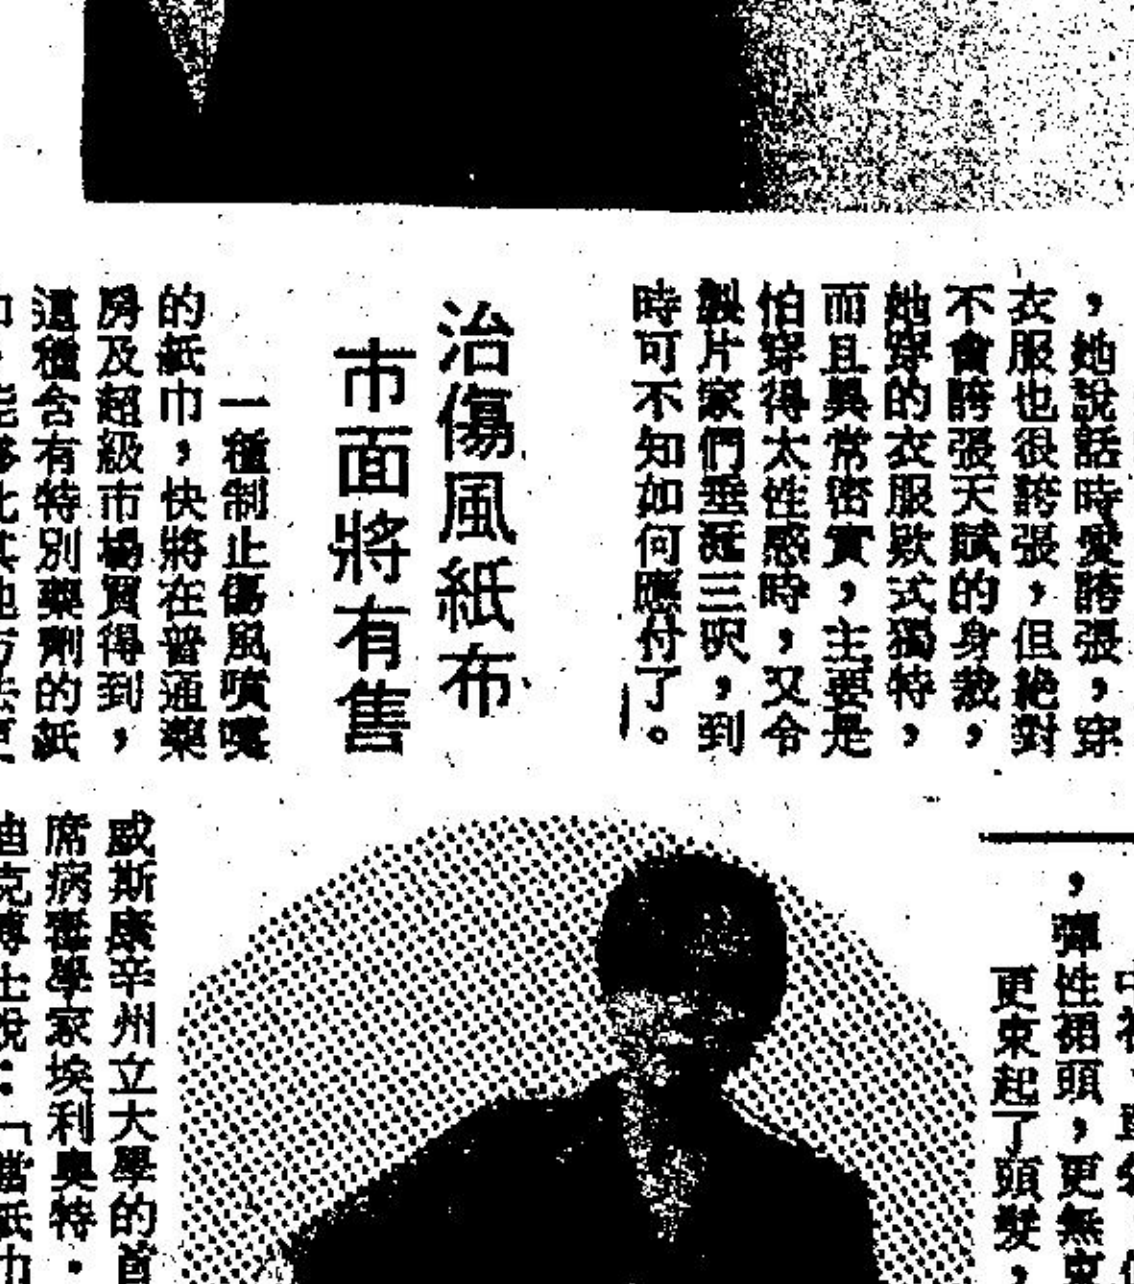 ，她說話時愛誇張，穿
衣服也很誇張，但絶對
不會誇張天賦的身裁，
她穿的衣服欵式獨特，
而且異常密實，主要是
怕穿得太性感時，又令
製片家們垂涎三呎，到
時可不知如何應付了。
治傷風紙布
市面將有售
一種制止傷風噴嚏
的紙巾，快將在普通藥
房及超級市場買得到，
這種含有特別藥劑的紙
，彈性裙頭，更無
更束起了頭髮，
威斯康辛州立大學的首
席病毒學家埃利奧特·
迪克博士說：「當紙巾